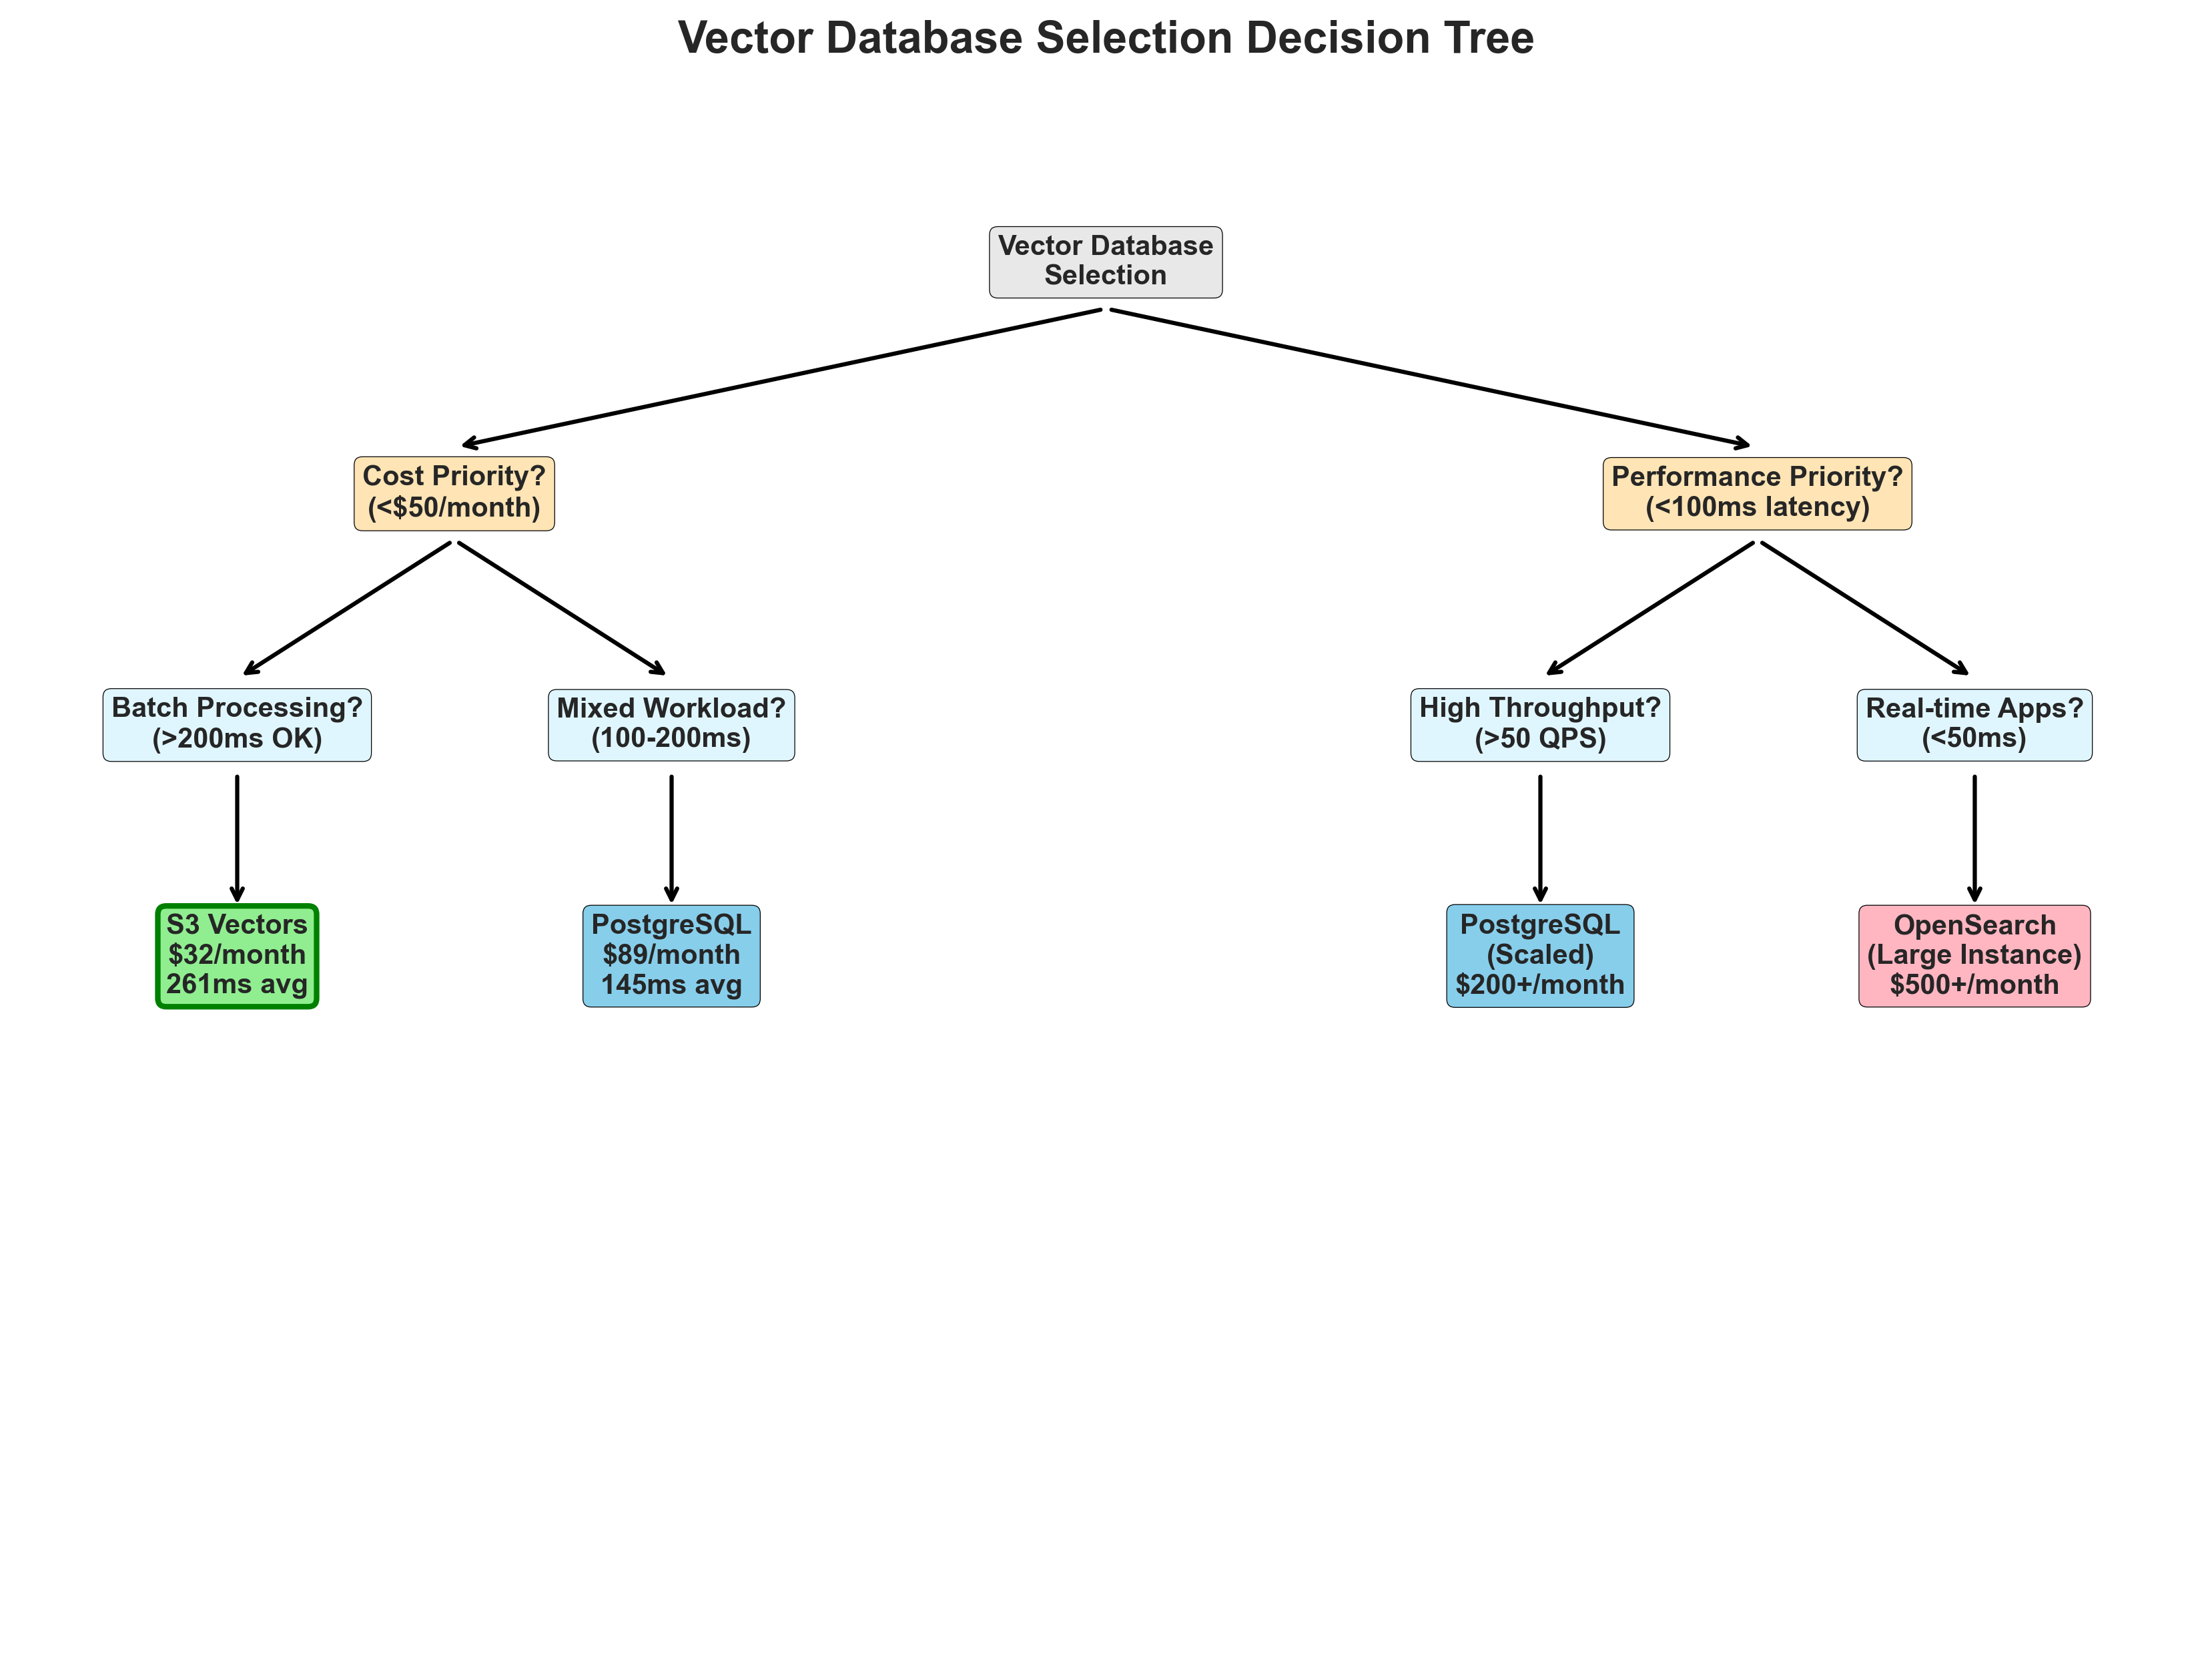 Vector Database Selection Decision Tree
Vector Database
Selection
Cost Priority?
(<$50/month)
Performance Priority?
(<100ms latency)
Batch Processing?
(>200ms OK)
Mixed Workload?
(100-200ms)
High Throughput?
(>50 QPS)
Real-time Apps?
(<50ms)
S3 Vectors
$32/month
261ms avg
PostgreSQL
$89/month
145ms avg
PostgreSQL
(Scaled)
$200+/month
OpenSearch
(Large Instance)
$500+/month